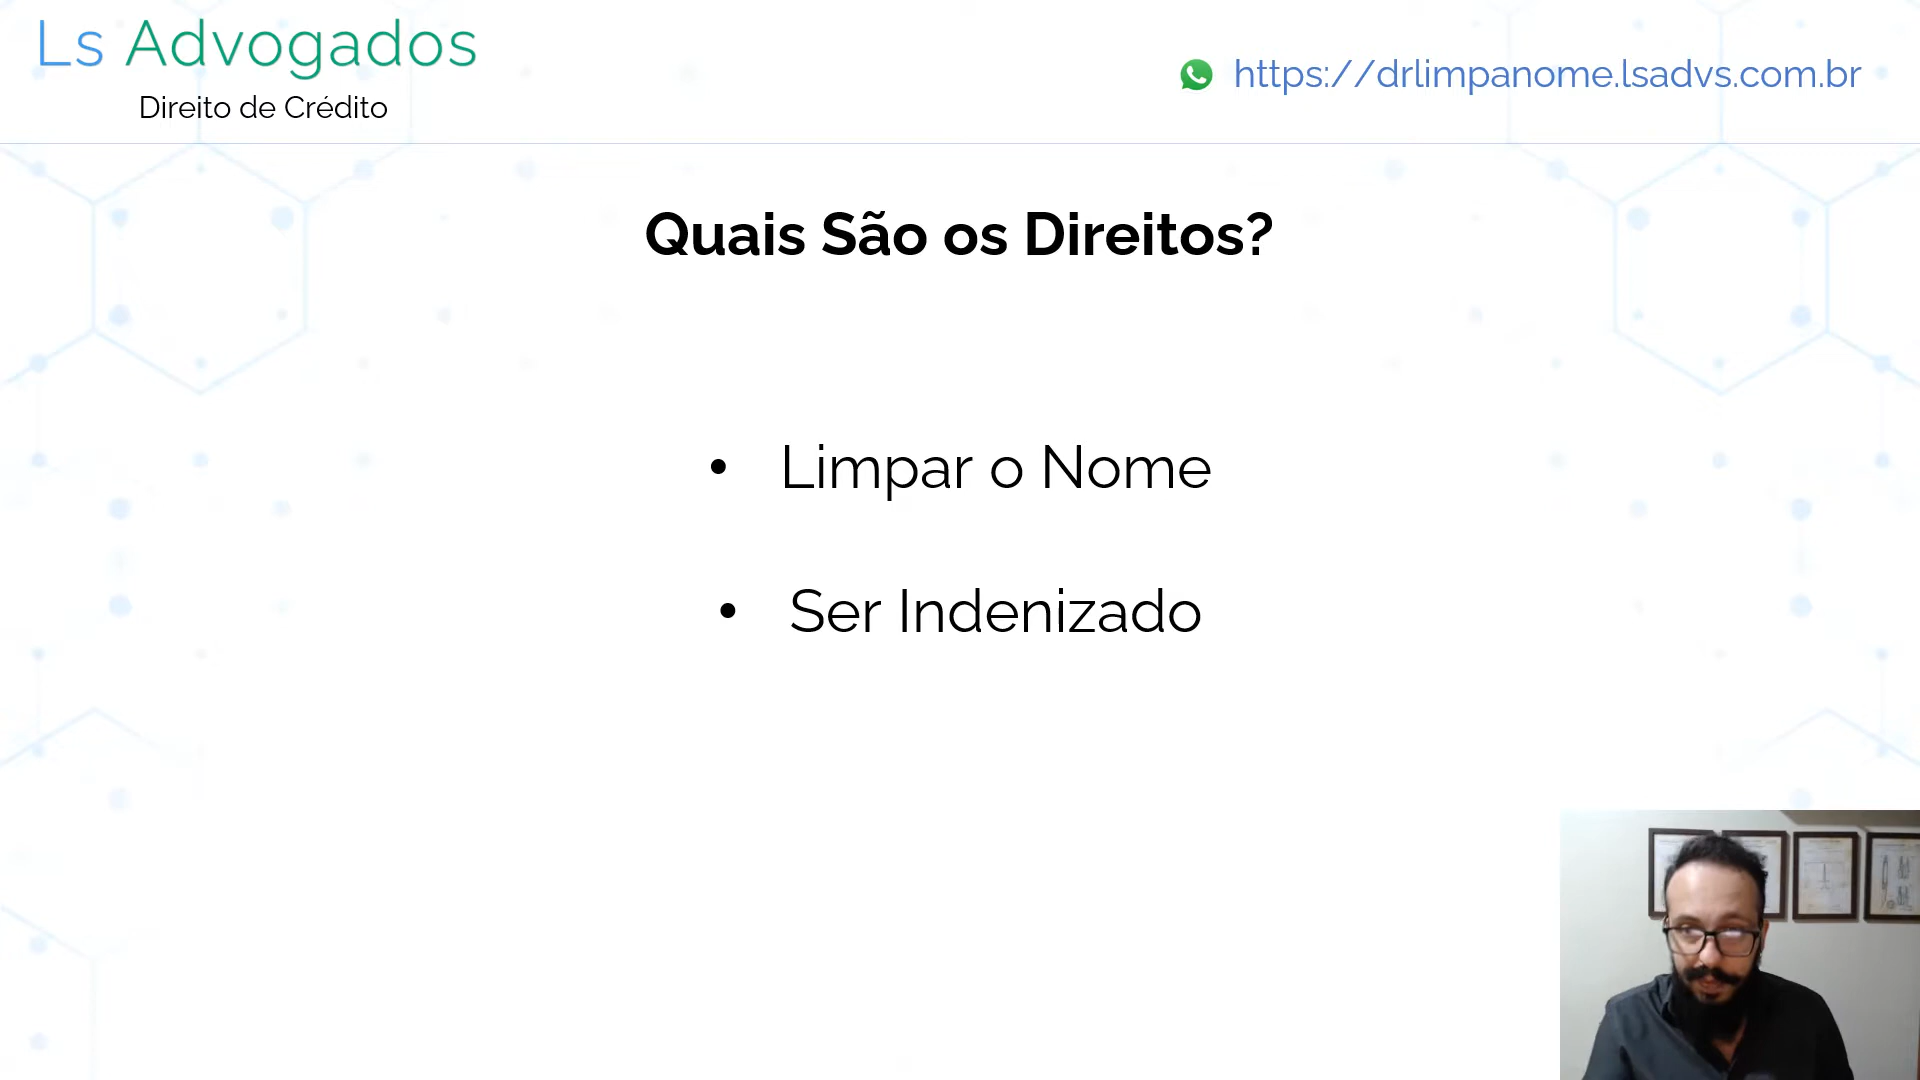 Ls Advogados
Direito de Crédito
https://drlimpanome.lsadvs.com.br
Quais São os Direitos?
• Limpar o Nome
• Ser Indenizado